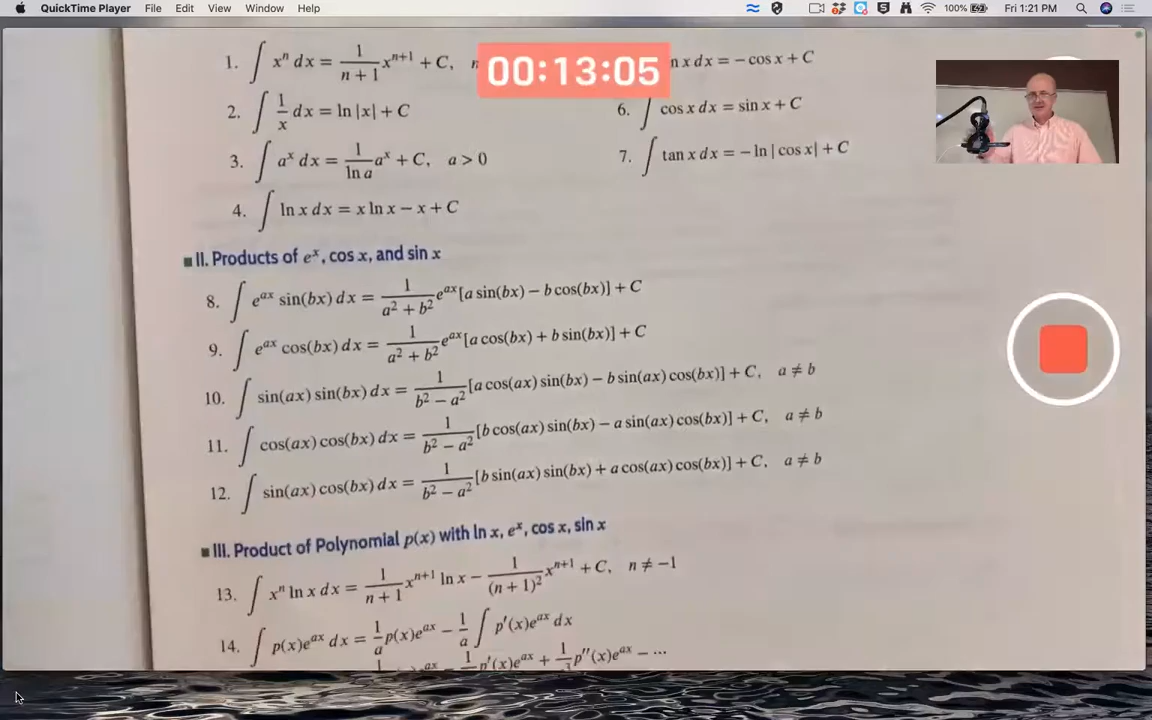 QuickTime Player File Edit View Window Help 100% Fri 1:21 PM
00:13:05
1. ∫ xⁿ dx = 1/(n + 1) xⁿ⁺¹ + C, n
n x dx = − cos x + C
2. ∫ 1/x dx = ln |x| + C
6. ∫ cos x dx = sin x + C
3. ∫ aˣ dx = 1/(ln a) aˣ + C, a > 0
7. ∫ tan x dx = − ln | cos x| + C
4. ∫ ln x dx = x ln x − x + C
II. Products of eˣ, cos x, and sin x
8. ∫ eᵃˣ sin(bx) dx = 1/(a² + b²) eᵃˣ[a sin(bx) − b cos(bx)] + C
9. ∫ eᵃˣ cos(bx) dx = 1/(a² + b²) eᵃˣ[a cos(bx) + b sin(bx)] + C
10. ∫ sin(ax) sin(bx) dx = 1/(b² − a²) [a cos(ax) sin(bx) − b sin(ax) cos(bx)] + C, a ≠ b
11. ∫ cos(ax) cos(bx) dx = 1/(b² − a²) [b cos(ax) sin(bx) − a sin(ax) cos(bx)] + C, a ≠ b
12. ∫ sin(ax) cos(bx) dx = 1/(b² − a²) [b sin(ax) sin(bx) + a cos(ax) cos(bx)] + C, a ≠ b
III. Product of Polynomial p(x) with ln x, eˣ, cos x, sin x
13. ∫ xⁿ ln x dx = 1/(n + 1) xⁿ⁺¹ ln x − 1/(n + 1)² xⁿ⁺¹ + C, n ≠ −1
14. ∫ p(x)eᵃˣ dx = 1/a p(x)eᵃˣ − 1/a ∫ p′(x)eᵃˣ dx
p′(x)eᵃˣ + p″(x)eᵃˣ − ⋯